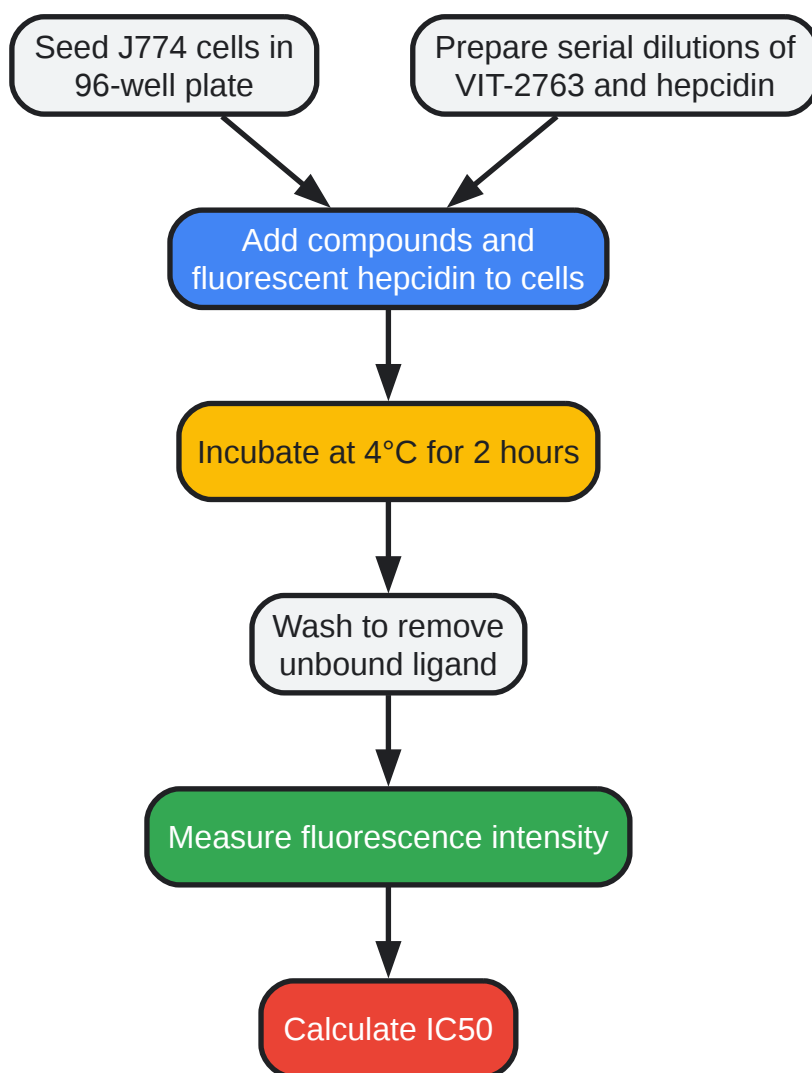 Seed J774 cells in
96-well plate
Prepare serial dilutions of
VIT-2763 and hepcidin
Add compounds and
fluorescent hepcidin to cells
Incubate at 4°C for 2 hours
Wash to remove
unbound ligand
Measure fluorescence intensity
Calculate IC50